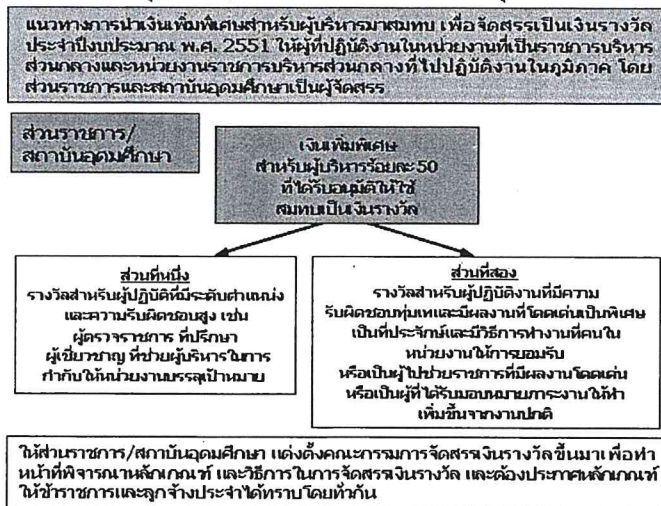 แนวทางการนำเงินเพิ่มพิเศษสำหรับผู้บริหารมาสมทบ เพื่อจัดสรรเป็นเงินรางวัล
ประจำปีงบประมาณ พ.ศ. 2551 ให้ผู้ที่ปฏิบัติงานในหน่วยงานที่เป็นราชการบริหาร
ส่วนกลางและหน่วยงานราชการบริหารส่วนกลางที่ไปปฏิบัติงานในภูมิภาค โดย
ส่วนราชการและสถาบันอุดมศึกษาเป็นผู้จัดสรร
ส่วนราชการ/
สถาบันอุดมศึกษา
เงินเพิ่มพิเศษ
สำหรับผู้บริหารร้อยละ 50
ที่ได้รับอนุมัติให้ใช้
สมทบเป็นเงินรางวัล
ส่วนที่หนึ่ง
รางวัลสำหรับผู้ปฏิบัติที่มีระดับตำแหน่ง
และความรับผิดชอบสูง เช่น
ผู้ตรวจราชการ ที่ปรึกษา
ผู้เชี่ยวชาญ ที่ช่วยผู้บริหารในการ
กำกับให้หน่วยงานบรรลุเป้าหมาย
ส่วนที่สอง
รางวัลสำหรับผู้ปฏิบัติงานที่มีความ
รับผิดชอบทุ่มเทและมีผลงานที่โดดเด่นเป็นพิเศษ
เป็นที่ประจักษ์และมีวิธีการทำงานที่คนใน
หน่วยงานให้การยอมรับ
หรือเป็นผู้ไปช่วยราชการที่มีผลงานโดดเด่น
หรือเป็นผู้ที่ได้รับมอบหมายภาระงานให้ทำ
เพิ่มขึ้นจากงานปกติ
ให้ส่วนราชการ/สถาบันอุดมศึกษา แต่งตั้งคณะกรรมการจัดสรรเงินรางวัลขึ้นมาเพื่อทำ
หน้าที่พิจารณาหลักเกณฑ์ และวิธีการในการจัดสรรเงินรางวัล และต้องประกาศหลักเกณฑ์
ให้ข้าราชการและลูกจ้างประจำได้ทราบโดยทั่วกัน